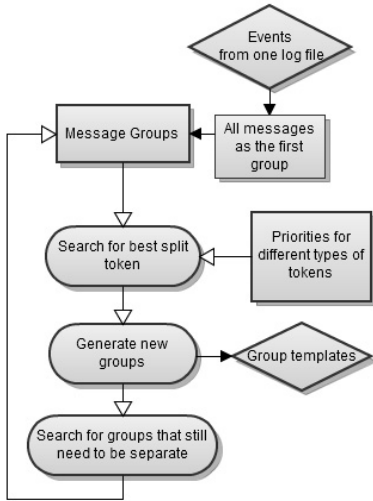 Events
from one log file
Message Groups
All messages
as the first
group
Search for best split
token
Priorities for
different types of
tokens
Generate new
groups
Group templates
Search for groups that still
need to be separate